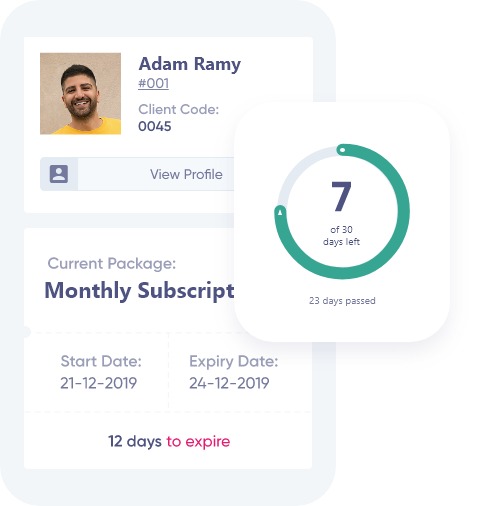 Adam Ramy
#001
Client Code:
0045
View Profile
7
of 30
days left
23 days passed
Current Package:
Monthly Subscript
Start Date:
21-12-2019
Expiry Date:
24-12-2019
12 days to expire